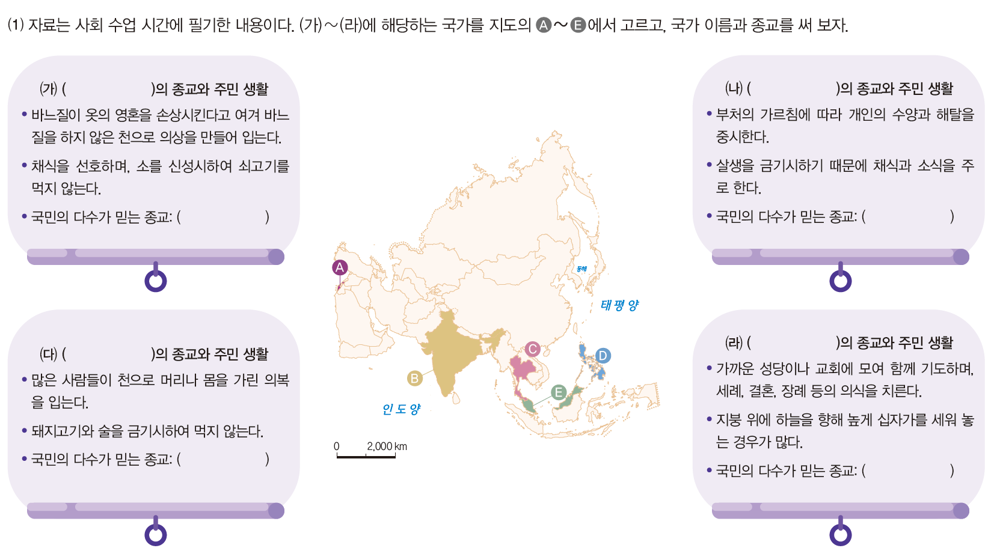 (1) 자료는 사회 수업 시간에 필기한 내용이다. (가)~(라)에 해당하는 국가를 지도의 A~E에서 고르고, 국가 이름과 종교를 써 보자.
(가) ( )의 종교와 주민 생활
• 바느질이 옷의 영혼을 손상시킨다고 여겨 바느
질을 하지 않은 천으로 의상을 만들어 입는다.
• 채식을 선호하며, 소를 신성시하여 쇠고기를
먹지 않는다.
• 국민의 다수가 믿는 종교: ( )
(나) ( )의 종교와 주민 생활
• 부처의 가르침에 따라 개인의 수양과 해탈을
중시한다.
• 살생을 금기시하기 때문에 채식과 소식을 주
로 한다.
• 국민의 다수가 믿는 종교: ( )
(다) ( )의 종교와 주민 생활
• 많은 사람들이 천으로 머리나 몸을 가린 의복
을 입는다.
• 돼지고기와 술을 금기시하여 먹지 않는다.
• 국민의 다수가 믿는 종교: ( )
(라) ( )의 종교와 주민 생활
• 가까운 성당이나 교회에 모여 함께 기도하며,
세례, 결혼, 장례 등의 의식을 치른다.
• 지붕 위에 하늘을 향해 높게 십자가를 세워 놓
는 경우가 많다.
• 국민의 다수가 믿는 종교: ( )
A
동해
태평양
C
D
B
E
인도양
0 2,000 km